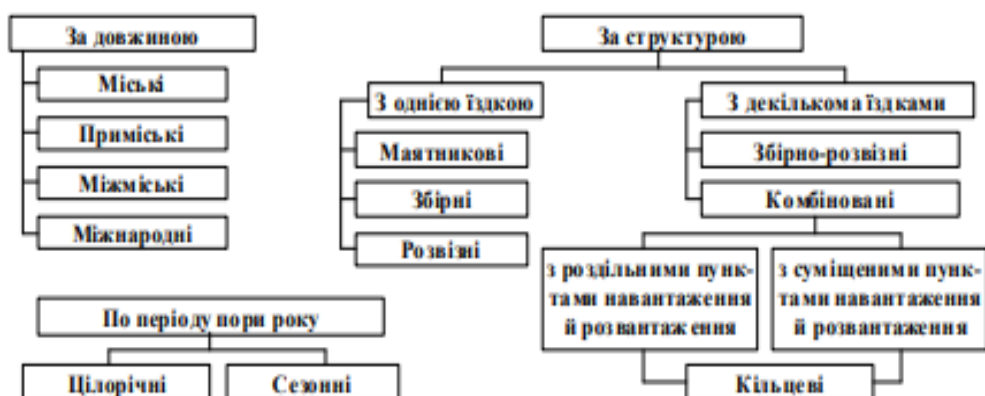 За довжиною
Міські
Приміські
Міжміські
Міжнародні
За структурою
З однією їздкою
Маятникові
Збірні
Розвізні
З декількома їздками
Збірно-розвізні
Комбіновані
з роздільними пунк-
тами навантаження
й розвантаження
з суміщеними пунк-
тами навантаження
й розвантаження
Кільцеві
По періоду пори року
Цілорічні
Сезонні